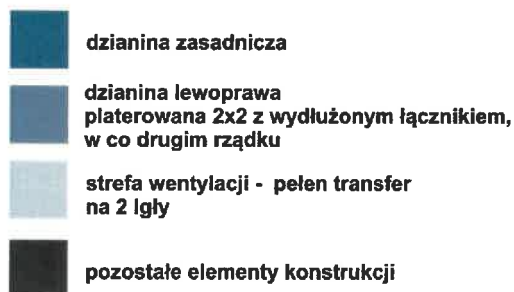 dzianina zasadnicza
dzianina lewoprawa
platerowana 2x2 z wydłużonym łącznikiem,
w co drugim rządku
strefa wentylacji - pełen transfer
na 2 Igły
pozostałe elementy konstrukcji